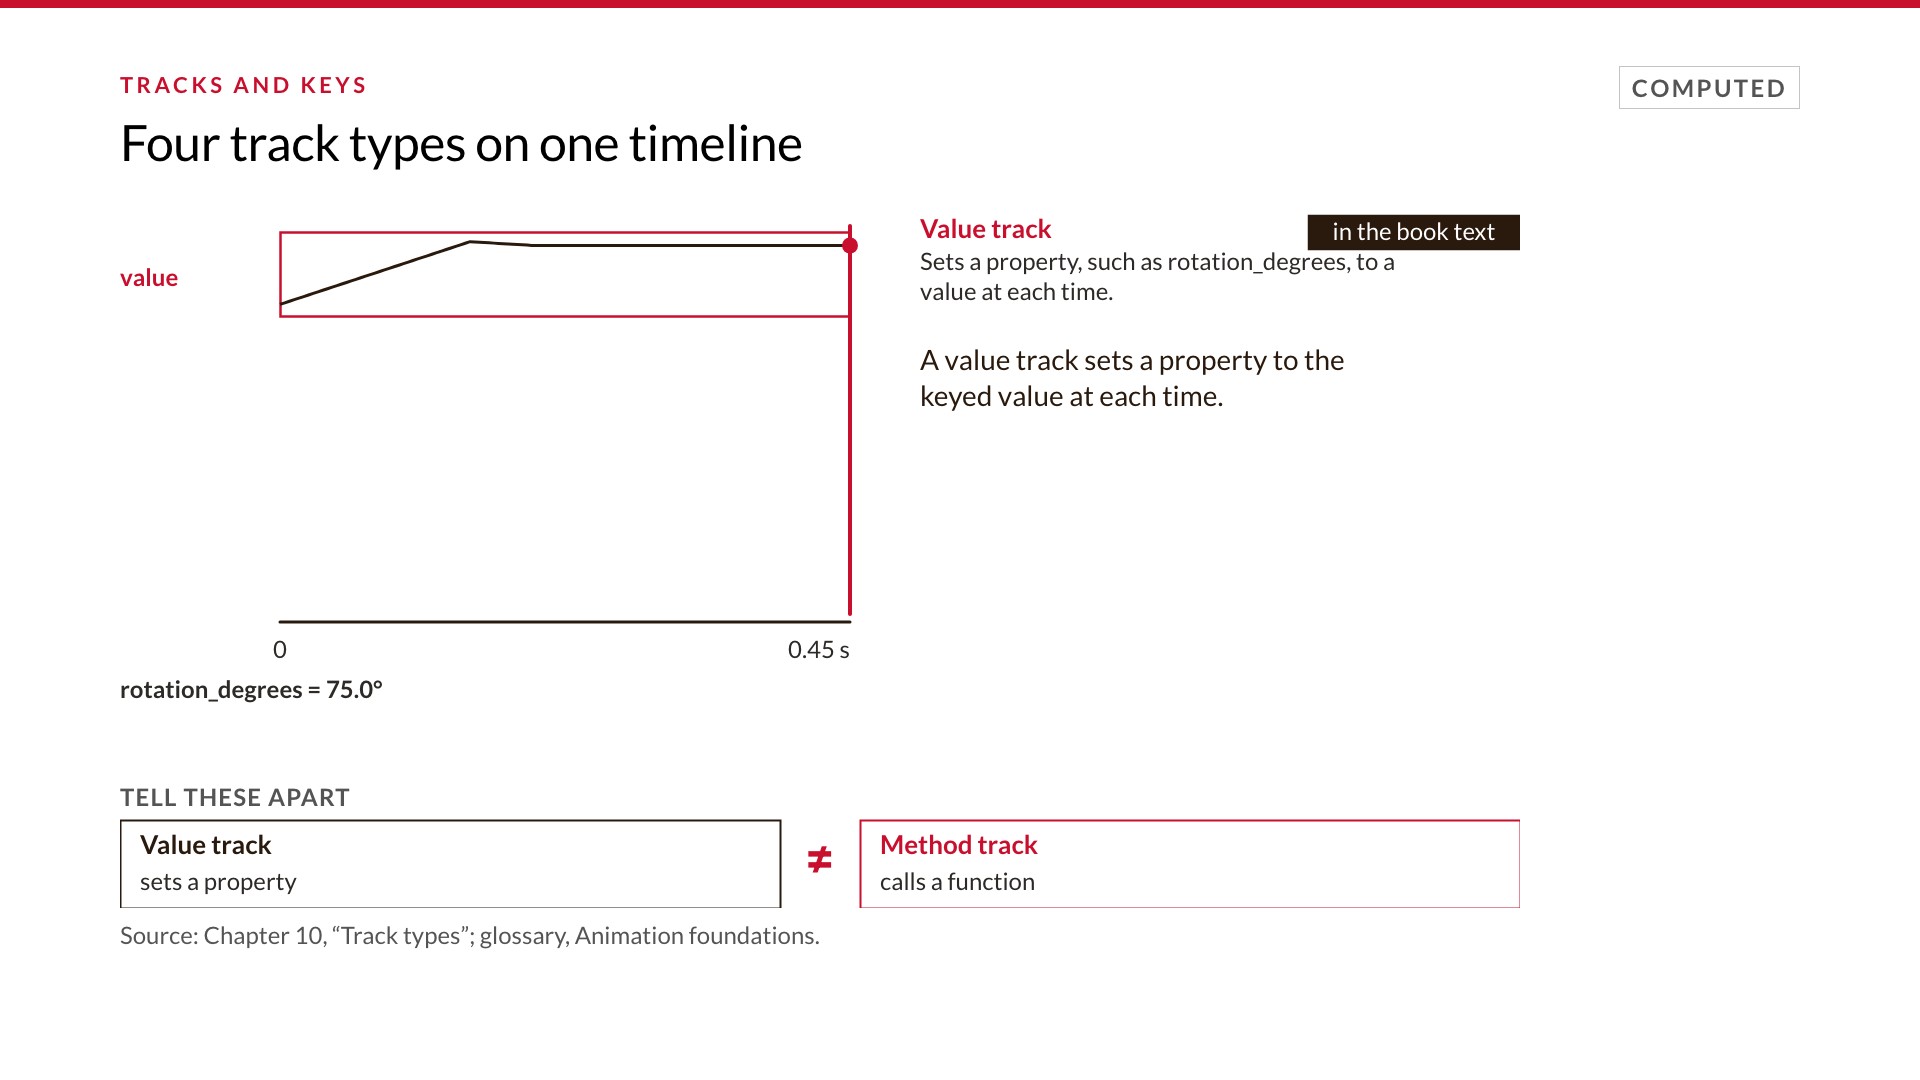 TRACKS AND KEYS
COMPUTED
Four track types on one timeline
value
Value track
in the book text
Sets a property, such as rotation_degrees, to a
value at each time.
A value track sets a property to the
keyed value at each time.
0
0.45 s
rotation_degrees = 75.0°
TELL THESE APART
Value track
sets a property
≠
Method track
calls a function
Source: Chapter 10, “Track types”; glossary, Animation foundations.